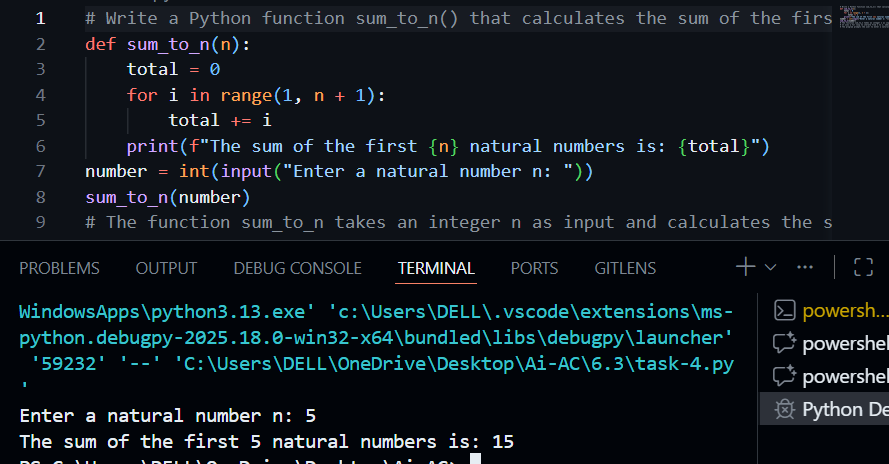 1 # Write a Python function sum_to_n() that calculates the sum of the firs
2 def sum_to_n(n):
3 total = 0
4 for i in range(1, n + 1):
5 total += i
6 print(f"The sum of the first {n} natural numbers is: {total}")
7 number = int(input("Enter a natural number n: "))
8 sum_to_n(number)
9 # The function sum_to_n takes an integer n as input and calculates the s
PROBLEMS OUTPUT DEBUG CONSOLE TERMINAL PORTS GITLENS
WindowsApps\python3.13.exe' 'c:\Users\DELL\.vscode\extensions\ms-
python.debugpy-2025.18.0-win32-x64\bundled\libs\debugpy\launcher'
'59232' '--' 'C:\Users\DELL\OneDrive\Desktop\Ai-AC\6.3\task-4.py
'
Enter a natural number n: 5
The sum of the first 5 natural numbers is: 15
PS C:\Users\DELL\OneDrive\Desktop\Ai-AC>
powersh...
powershel
powershel
Python De